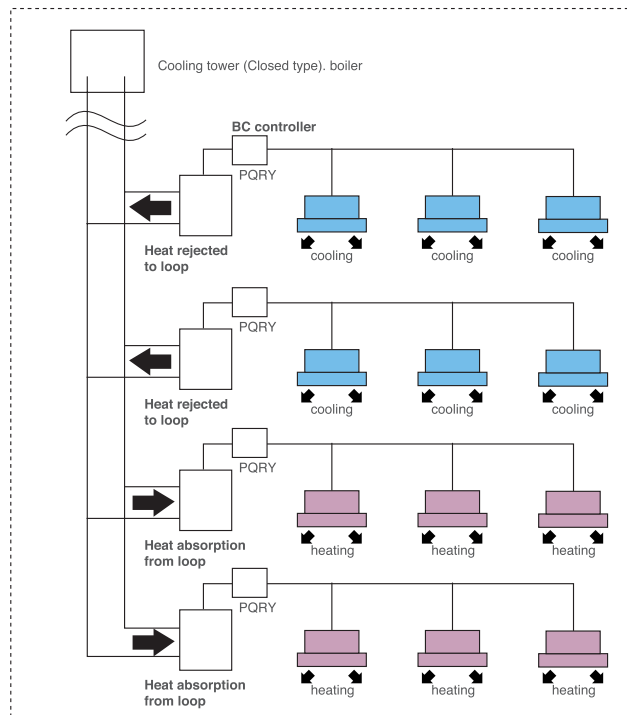 Cooling tower (Closed type). boiler
BC controller
PQRY
Heat rejected
to loop
cooling
cooling
cooling
PQRY
Heat rejected
to loop
cooling
cooling
cooling
PQRY
Heat absorption
from loop
heating
heating
heating
PQRY
Heat absorption
from loop
heating
heating
heating